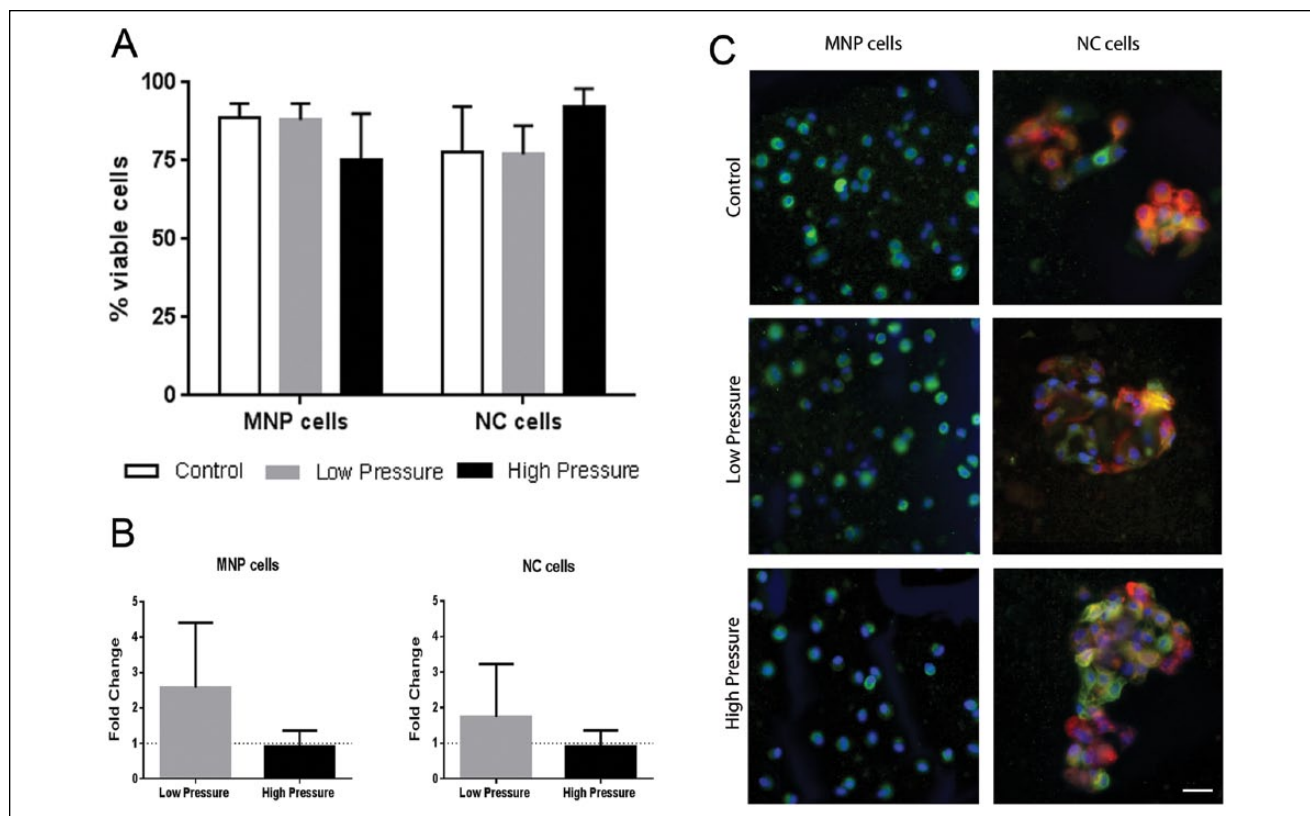 A
% viable cells
100
75
50
25
0
MNP cells NC cells
Control Low Pressure High Pressure
B
MNP cells
Fold Change
5
4
3
2
1
0
Low Pressure High Pressure
NC cells
Fold Change
5
4
3
2
1
0
Low Pressure High Pressure
C
MNP cells NC cells
Control
Low Pressure
High Pressure